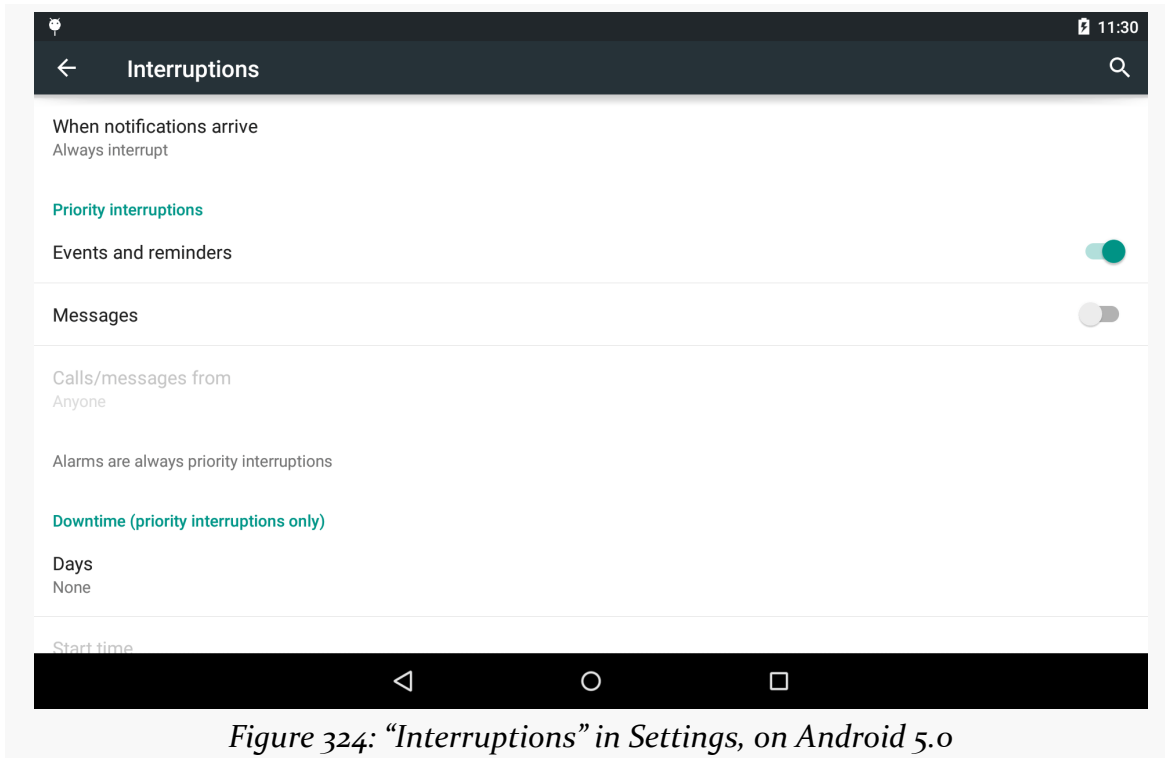 11:30
Interruptions
When notifications arrive
Always interrupt
Priority interruptions
Events and reminders
Messages
Calls/messages from
Anyone
Alarms are always priority interruptions
Downtime (priority interruptions only)
Days
None
Start time
Figure 324: “Interruptions” in Settings, on Android 5.0